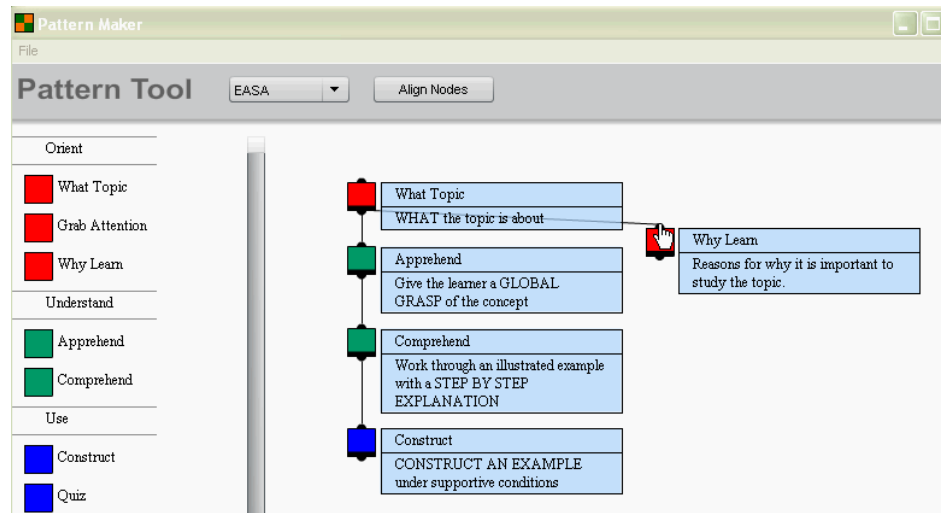 Pattern Maker
File
Pattern Tool
EASA
Align Nodes
Orient
What Topic
Grab Attention
Why Learn
Understand
Apprehend
Comprehend
Use
Construct
Quiz
What Topic
WHAT the topic is about
Apprehend
Give the learner a GLOBAL
GRASP of the concept
Comprehend
Work through an illustrated example
with a STEP BY STEP
EXPLANATION
Construct
CONSTRUCT AN EXAMPLE
under supportive conditions
Why Learn
Reasons for why it is important to
study the topic.